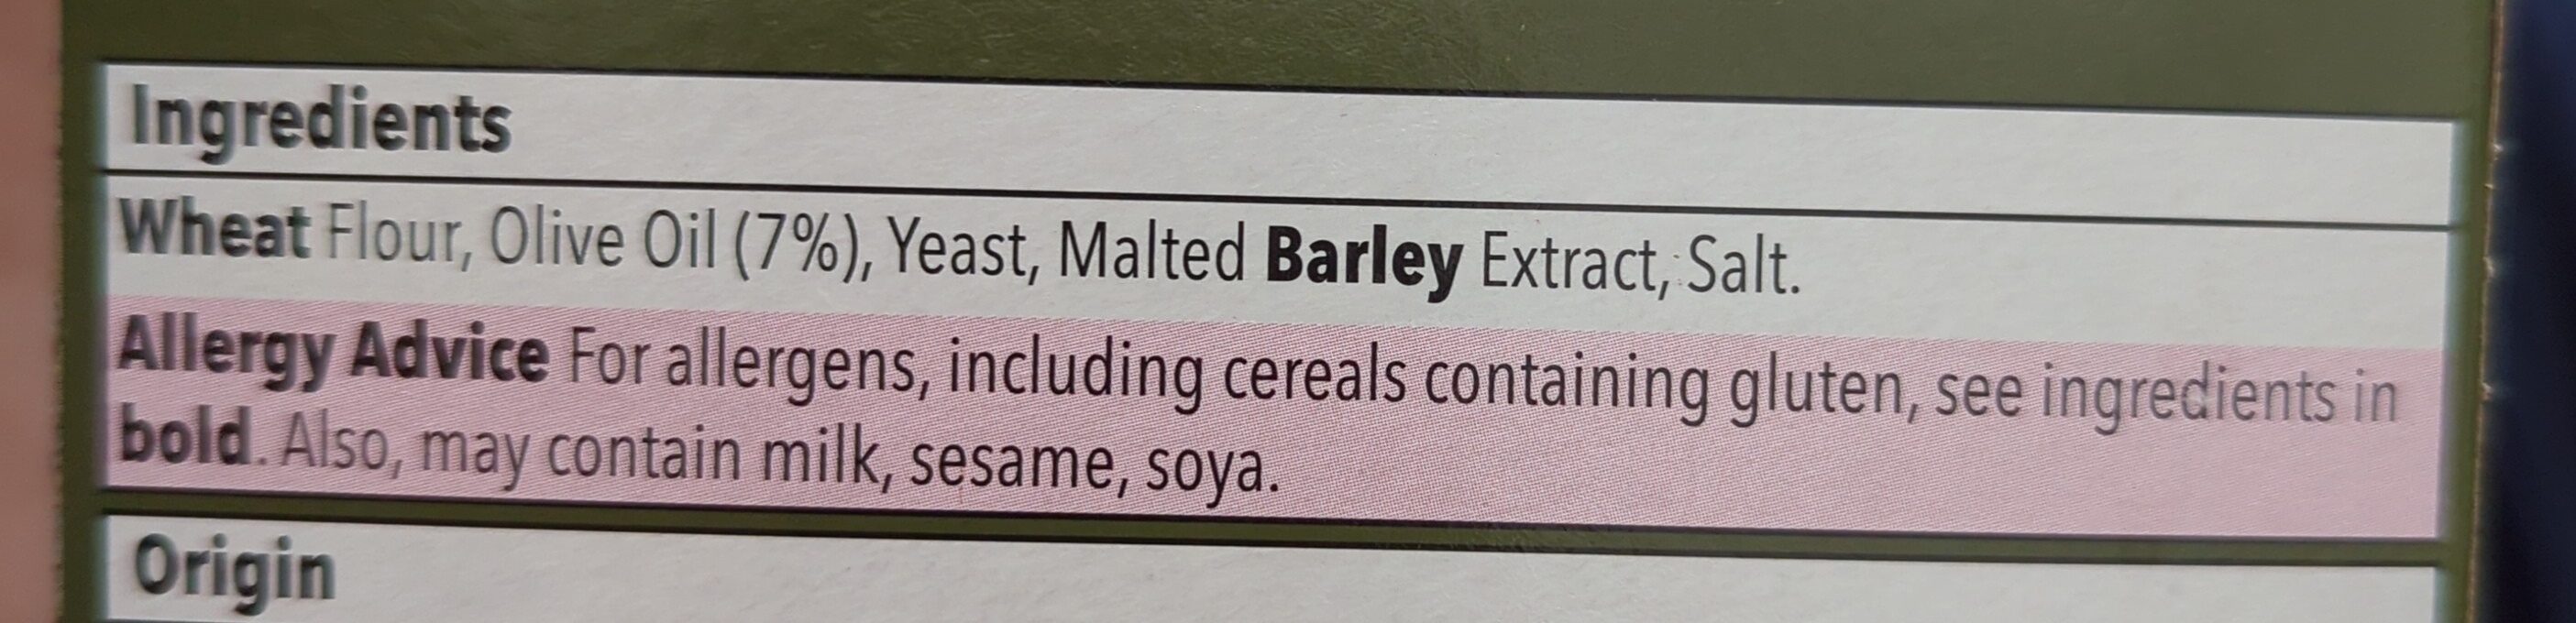 Ingredients
Wheat Flour, Olive Oil (7%), Yeast, Malted Barley Extract, Salt.
Allergy Advice For allergens, including cereals containing gluten, see ingredients in
bold. Also, may contain milk, sesame, soya.
Origin